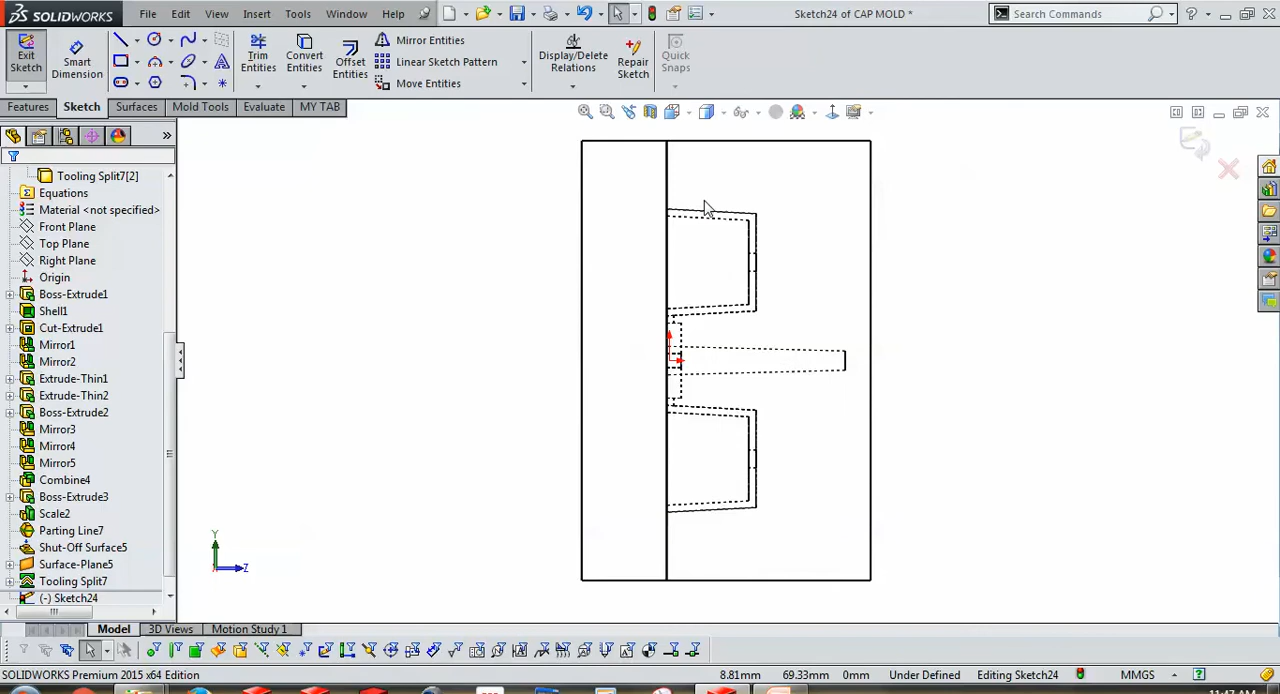 SOLIDWORKS File Edit View Insert Tools Window Help Sketch24 of CAP MOLD * Search Commands
Exit Sketch
Smart Dimension
Trim Entities
Convert Entities
Offset Entities
Mirror Entities
Linear Sketch Pattern
Move Entities
Display/Delete Relations
Repair Sketch
Quick Snaps
Features Sketch Surfaces Mold Tools Evaluate MY TAB
Tooling Split7[2]
Equations
Material <not specified>
Front Plane
Top Plane
Right Plane
Origin
Boss-Extrude1
Shell1
Cut-Extrude1
Mirror1
Mirror2
Extrude-Thin1
Extrude-Thin2
Boss-Extrude2
Mirror3
Mirror4
Mirror5
Combine4
Boss-Extrude3
Scale2
Parting Line7
Shut-Off Surface5
Surface-Plane5
Tooling Split7
(-) Sketch24
Y
Z
Model 3D Views Motion Study 1
SOLIDWORKS Premium 2015 x64 Edition 8.81mm 69.33mm 0mm Under Defined Editing Sketch24 MMGS